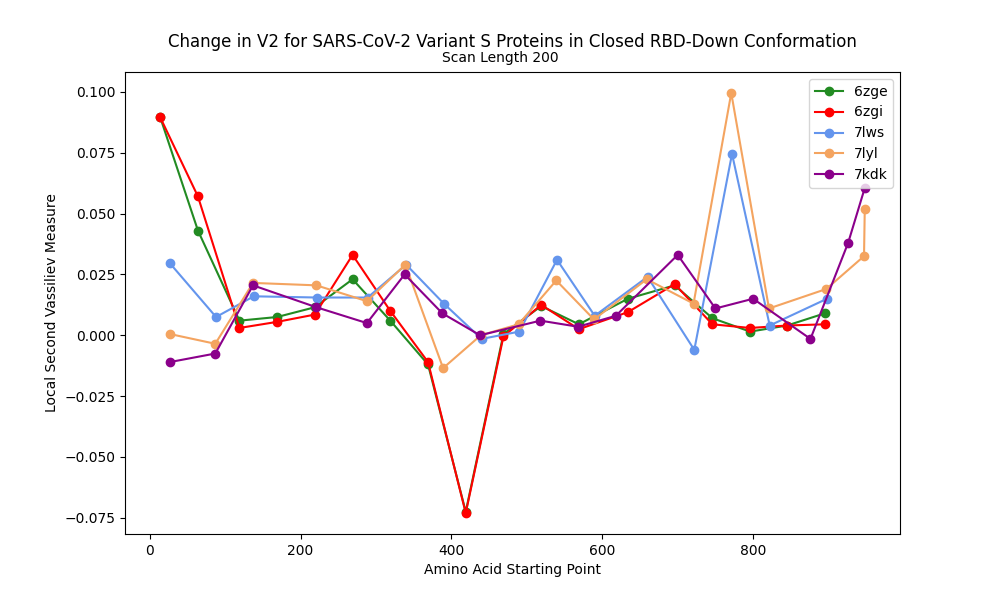 Change in V2 for SARS-CoV-2 Variant S Proteins in Closed RBD-Down Conformation
Scan Length 200
0.100
0.075
0.050
0.025
0.000
−0.025
−0.050
−0.075
Local Second Vassiliev Measure
6zge
6zgi
7lws
7lyl
7kdk
0
200
400
600
800
Amino Acid Starting Point